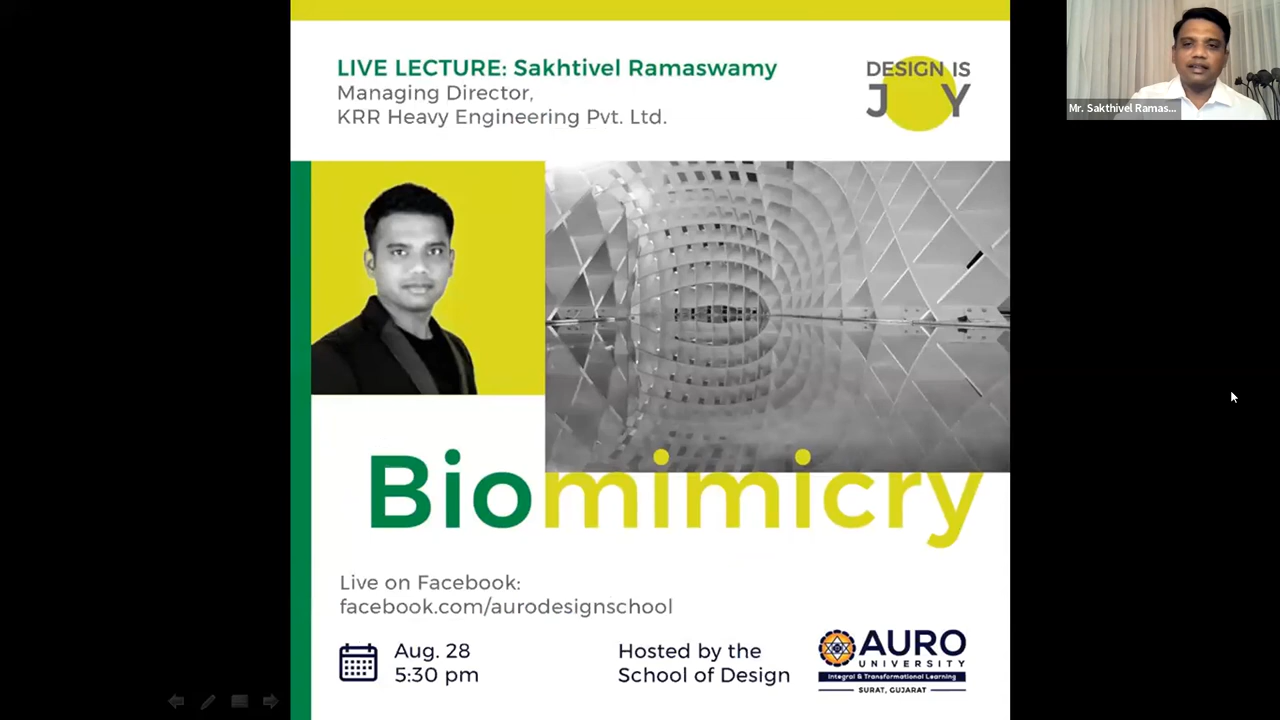 LIVE LECTURE: Sakhtivel Ramaswamy
Managing Director,
KRR Heavy Engineering Pvt. Ltd.
DESIGN IS
JOY
Mr. Sakthivel Ramas...
Biomimicry
Live on Facebook:
facebook.com/aurodesignschool
Aug. 28
5:30 pm
Hosted by the
School of Design
AURO
UNIVERSITY
Integral & Transformational Learning
SURAT, GUJARAT